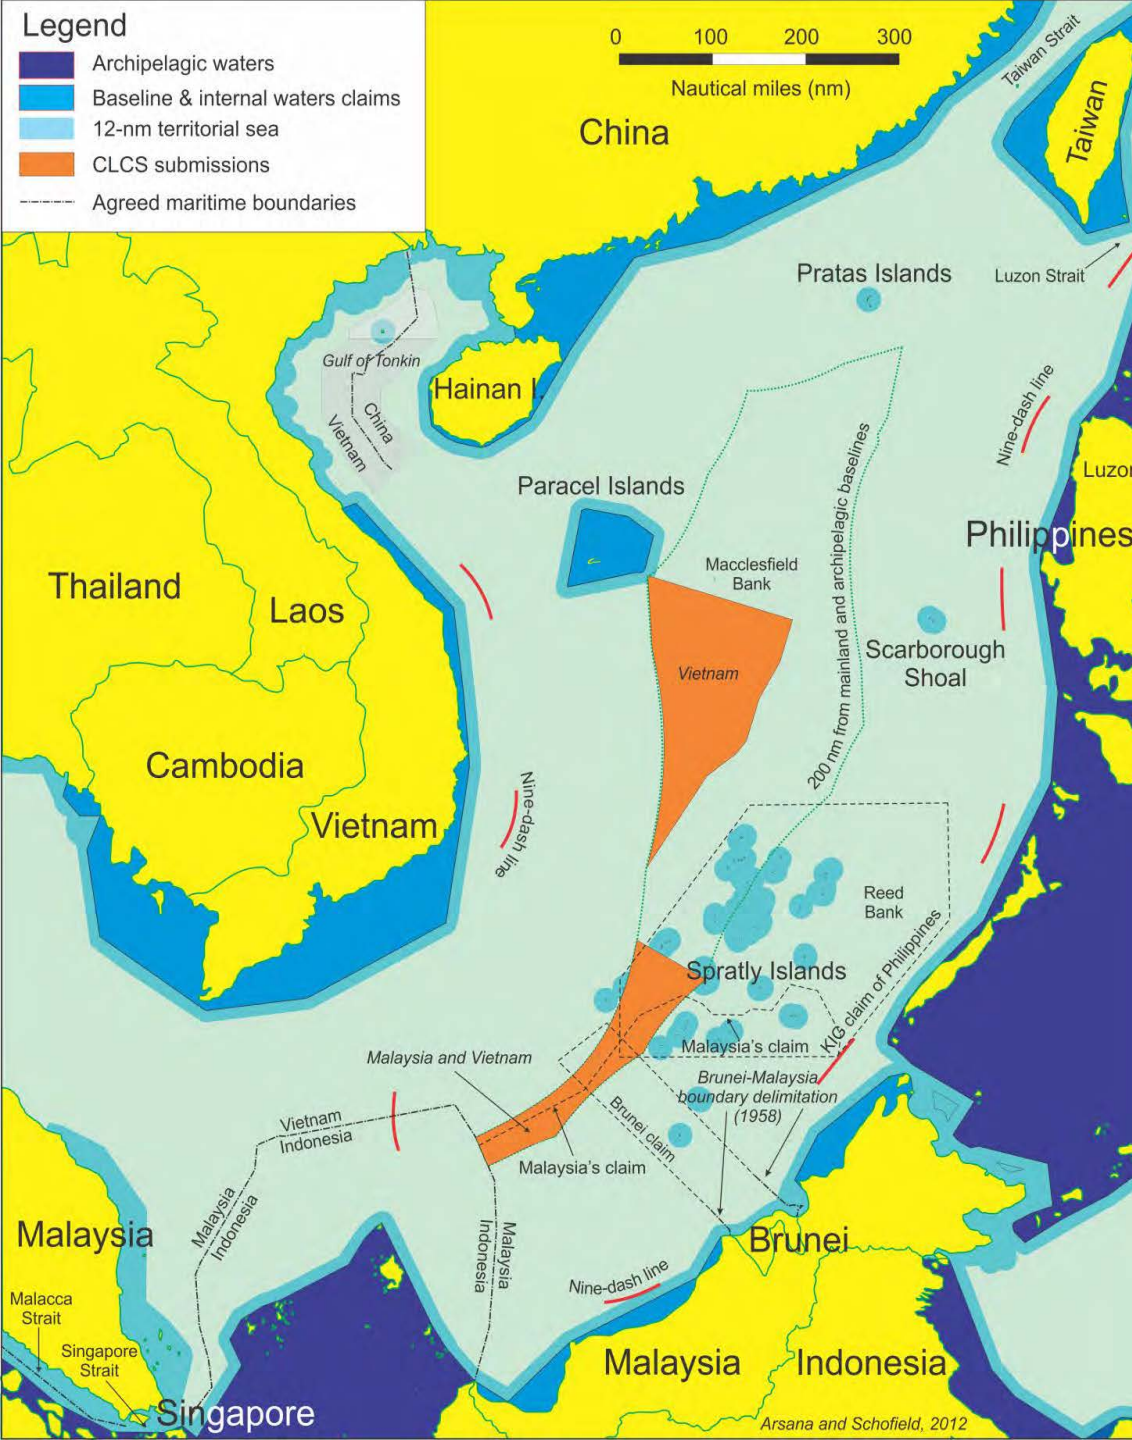 Legend
Archipelagic waters
Baseline & internal waters claims
12-nm territorial sea
CLCS submissions
Agreed maritime boundaries
0 100 200 300
Nautical miles (nm)
China
Taiwan Strait
Taiwan
Luzon Strait
Pratas Islands
Gulf of Tonkin
Hainan I.
China
Vietnam
Nine-dash line
Luzon
Philippines
Paracel Islands
Macclesfield
Bank
200 nm from mainland and archipelagic baselines
Thailand
Laos
Scarborough
Shoal
Vietnam
Cambodia
Vietnam
Nine-dash line
Reed
Bank
Spratly Islands
KIG claim of Philippines
Malaysia's claim
Malaysia and Vietnam
Brunei-Malaysia
boundary delimitation
(1958)
Brunei claim
Vietnam
Indonesia
Malaysia's claim
Malaysia
Indonesia
Malaysia
Indonesia
Malaysia
Brunei
Nine-dash line
Malacca
Strait
Singapore
Strait
Malaysia
Indonesia
Singapore
Arsana and Schofield, 2012